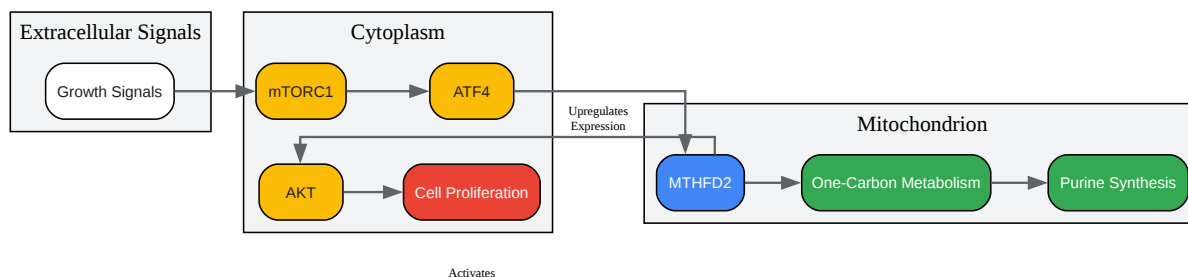 Extracellular Signals
Cytoplasm
Growth Signals
mTORC1
ATF4
Upregulates
Expression
Mitochondrion
AKT
Cell Proliferation
MTHFD2
One-Carbon Metabolism
Purine Synthesis
Activates